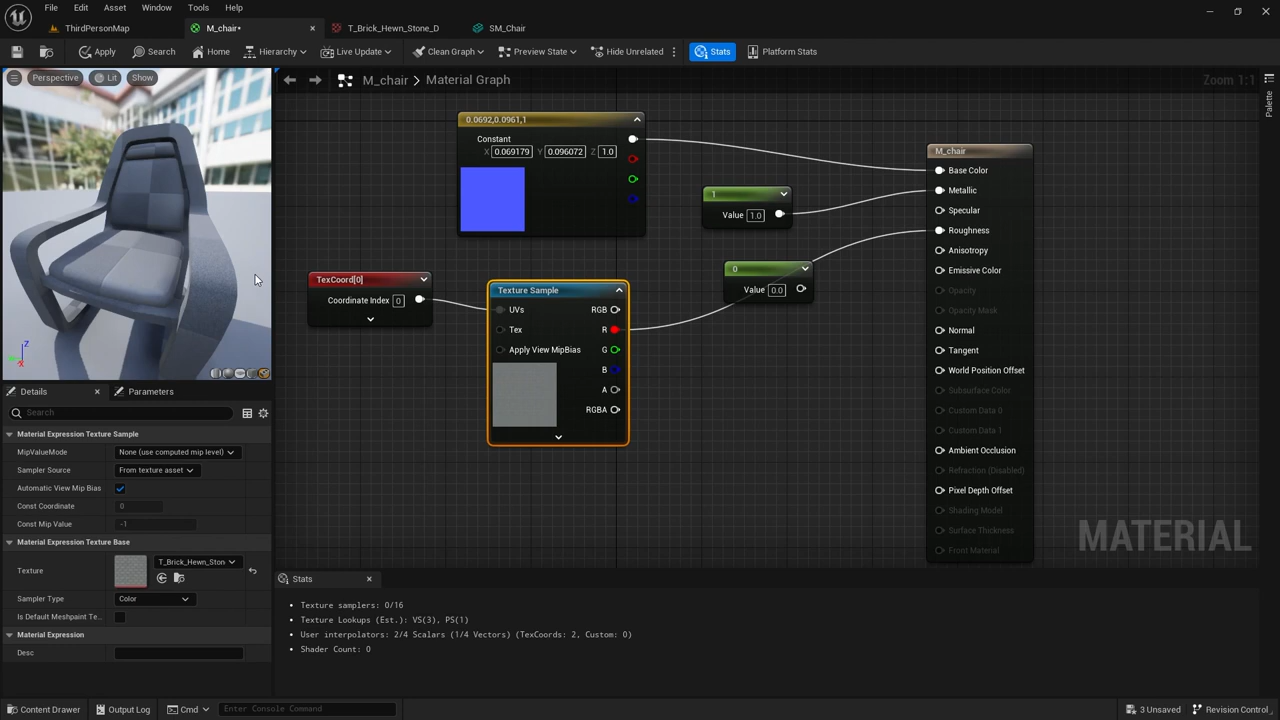 File Edit Asset Window Tools Help
ThirdPersonMap M_chair• T_Brick_Hewn_Stone_D SM_Chair
Apply Search Home Hierarchy Live Update Clean Graph Preview State Hide Unrelated Stats Platform Stats
Perspective Lit Show
M_chair > Material Graph Zoom 1:1
Palette
0.0692,0.0961,1
Constant
X 0.069179 Y 0.096072 Z 1.0
1
Value 1.0
0
Value 0.0
TexCoord[0]
Coordinate Index 0
Texture Sample
UVs RGB
Tex R
Apply View MipBias G
B
A
RGBA
M_chair
Base Color
Metallic
Specular
Roughness
Anisotropy
Emissive Color
Opacity
Opacity Mask
Normal
Tangent
World Position Offset
Subsurface Color
Custom Data 0
Custom Data 1
Ambient Occlusion
Refraction (Disabled)
Pixel Depth Offset
Shading Model
Surface Thickness
Front Material
MATERIAL
Z
X
Details Parameters
Search
Material Expression Texture Sample
MipValueMode None (use computed mip level)
Sampler Source From texture asset
Automatic View Mip Bias
Const Coordinate 0
Const Mip Value -1
Material Expression Texture Base
Texture T_Brick_Hewn_Ston
Sampler Type Color
Is Default Meshpaint Te...
Material Expression
Desc
Stats
Texture samplers: 0/16
Texture Lookups (Est.): VS(3), PS(1)
User interpolators: 2/4 Scalars (1/4 Vectors) (TexCoords: 2, Custom: 0)
Shader Count: 0
Content Drawer Output Log Cmd Enter Console Command 3 Unsaved Revision Control